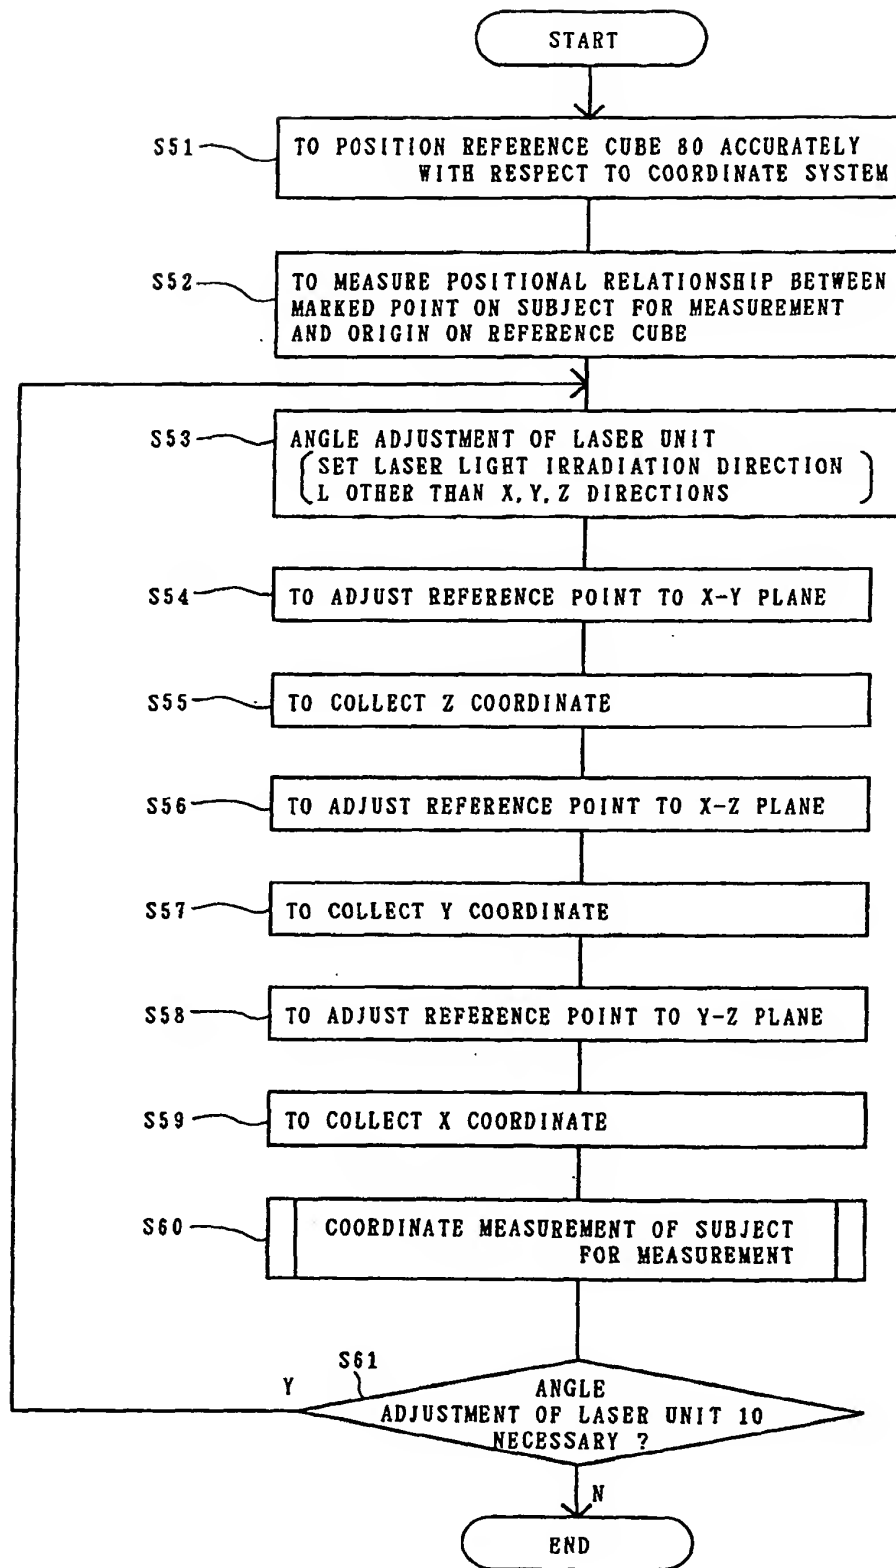 START
S51
TO POSITION REFERENCE CUBE 80 ACCURATELY
WITH RESPECT TO COORDINATE SYSTEM
S52
TO MEASURE POSITIONAL RELATIONSHIP BETWEEN
MARKED POINT ON SUBJECT FOR MEASUREMENT
AND ORIGIN ON REFERENCE CUBE
S53
ANGLE ADJUSTMENT OF LASER UNIT
(SET LASER LIGHT IRRADIATION DIRECTION
L OTHER THAN X, Y, Z DIRECTIONS)
S54
TO ADJUST REFERENCE POINT TO X-Y PLANE
S55
TO COLLECT Z COORDINATE
S56
TO ADJUST REFERENCE POINT TO X-Z PLANE
S57
TO COLLECT Y COORDINATE
S58
TO ADJUST REFERENCE POINT TO Y-Z PLANE
S59
TO COLLECT X COORDINATE
S60
COORDINATE MEASUREMENT OF SUBJECT
FOR MEASUREMENT
S61
Y
ANGLE
ADJUSTMENT OF LASER UNIT 10
NECESSARY ?
N
END